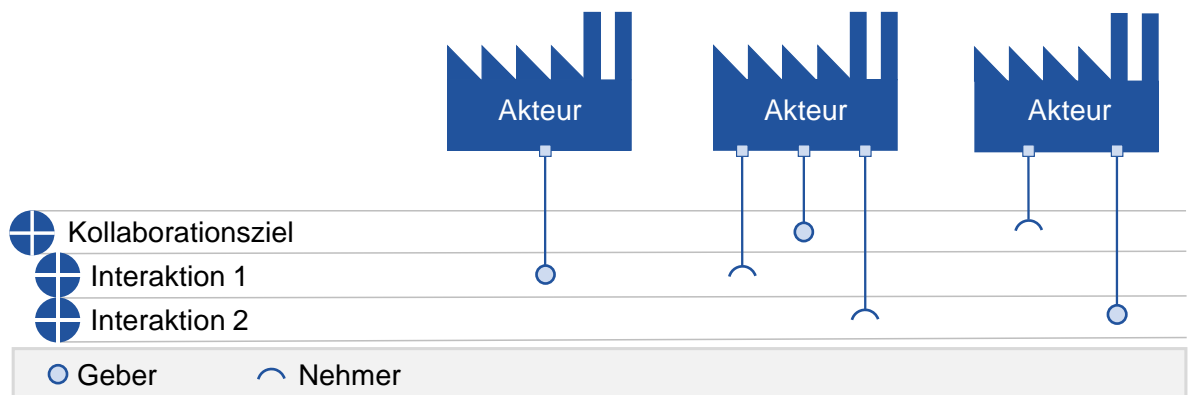 Akteur Akteur Akteur
Kollaborationsziel
Interaktion 1
Interaktion 2
Geber Nehmer